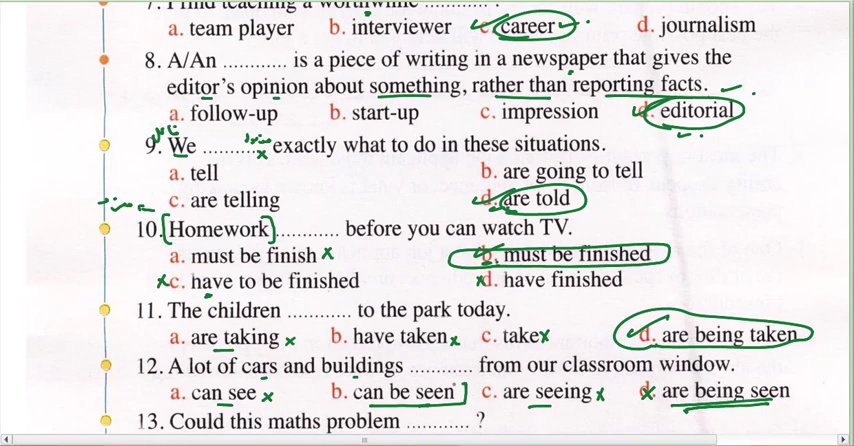 7. I find teaching a worthwhile ............ .
a. team player b. interviewer c. career d. journalism
8. A/An ............ is a piece of writing in a newspaper that gives the
editor's opinion about something, rather than reporting facts.
a. follow-up b. start-up c. impression d. editorial
9. We ............ exactly what to do in these situations.
a. tell b. are going to tell
c. are telling d. are told
10. Homework ............ before you can watch TV.
a. must be finish b. must be finished
c. have to be finished d. have finished
11. The children ............ to the park today.
a. are taking b. have taken c. take d. are being taken
12. A lot of cars and buildings ............ from our classroom window.
a. can see b. can be seen c. are seeing d. are being seen
13. Could this maths problem ............ ?